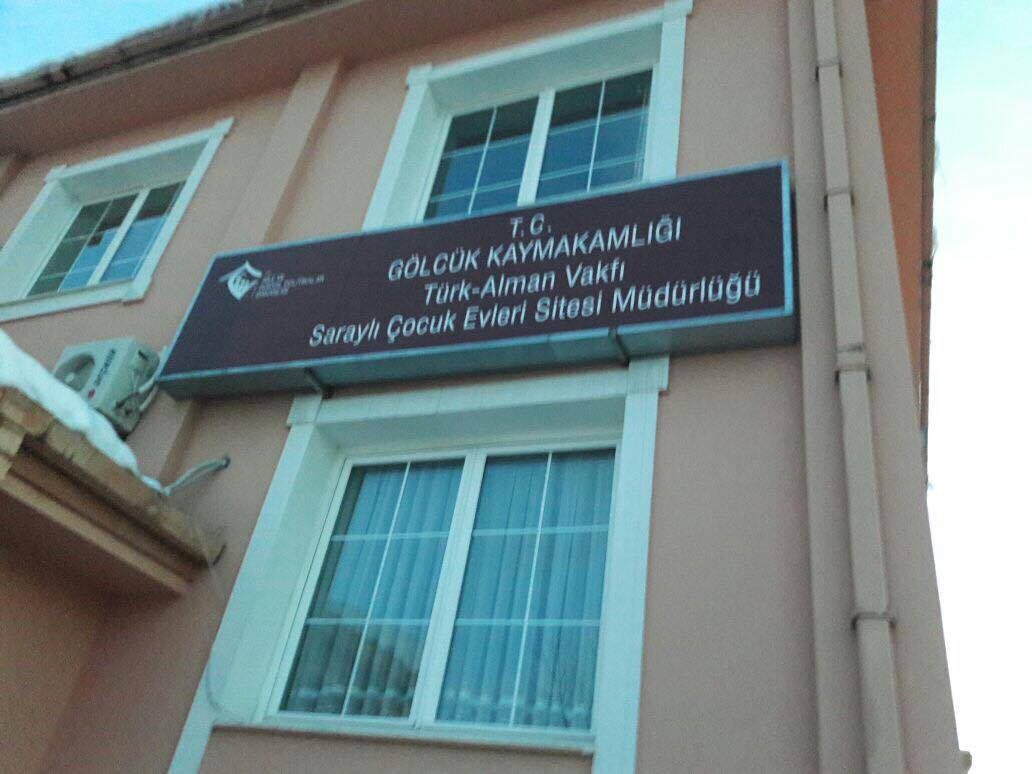 T.C.
GÖLCÜK KAYMAKAMLIĞI
Türk-Alman Vakfı
Saraylı Çocuk Evleri Sitesi Müdürlüğü